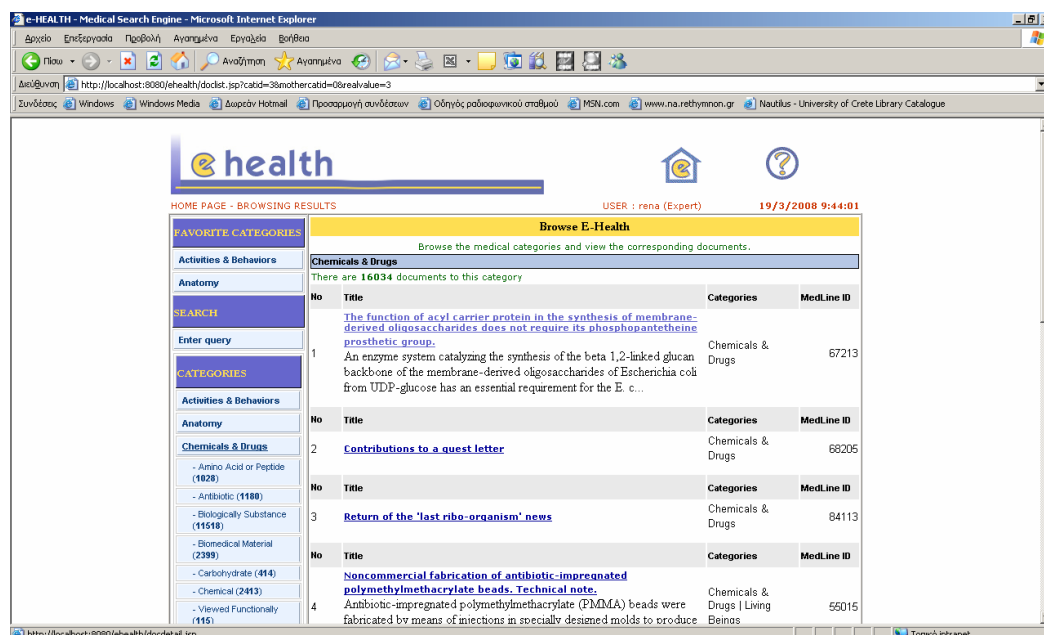 e-HEALTH - Medical Search Engine - Microsoft Internet Explorer
Αρχείο Επεξεργασία Προβολή Αγαπημένα Εργαλεία Βοήθεια
Πίσω Αναζήτηση Αγαπημένα
Διεύθυνση http://localhost:8080/ehealth/doclist.jsp?catid=3&mothercatid=0&realvalue=3
Συνδέσεις Windows Windows Media Δωρεάν Hotmail Προσαρμογή συνδέσεων Οδηγός ραδιοφωνικού σταθμού MSN.com www.na.rethymnon.gr Nautilus - University of Crete Library Catalogue
e health
HOME PAGE - BROWSING RESULTS USER : rena (Expert) 19/3/2008 9:44:01
FAVORITE CATEGORIES
Activities & Behaviors
Anatomy
SEARCH
Enter query
CATEGORIES
Activities & Behaviors
Anatomy
Chemicals & Drugs
- Amino Acid or Peptide
(1028)
- Antibiotic (1180)
- Biologically Substance
(11518)
- Biomedical Material
(2399)
- Carbohydrate (414)
- Chemical (2413)
- Viewed Functionally
(115)
Browse E-Health
Browse the medical categories and view the corresponding documents.
Chemicals & Drugs
There are 16034 documents to this category
No Title Categories MedLine ID
The function of acyl carrier protein in the synthesis of membrane-
derived oligosaccharides does not require its phosphopantetheine
prosthetic group.
1 An enzyme system catalyzing the synthesis of the beta 1,2-linked glucan
backbone of the membrane-derived oligosaccharides of Escherichia coli
from UDP-glucose has an essential requirement for the E. c...
Chemicals &
Drugs
67213
No Title Categories MedLine ID
2 Contributions to a guest letter
Chemicals &
Drugs
68205
No Title Categories MedLine ID
3 Return of the 'last ribo-organism' news
Chemicals &
Drugs
84113
No Title Categories MedLine ID
Noncommercial fabrication of antibiotic-impregnated
polymethylmethacrylate beads. Technical note.
4 Antibiotic-impregnated polymethylmethacrylate (PMMA) beads were
fabricated by means of injections in specially designed molds to produce
Chemicals &
Drugs | Living
Beings
55015
http://localhost:8080/ehealth/docdetail.jsp
Τοπικό intranet